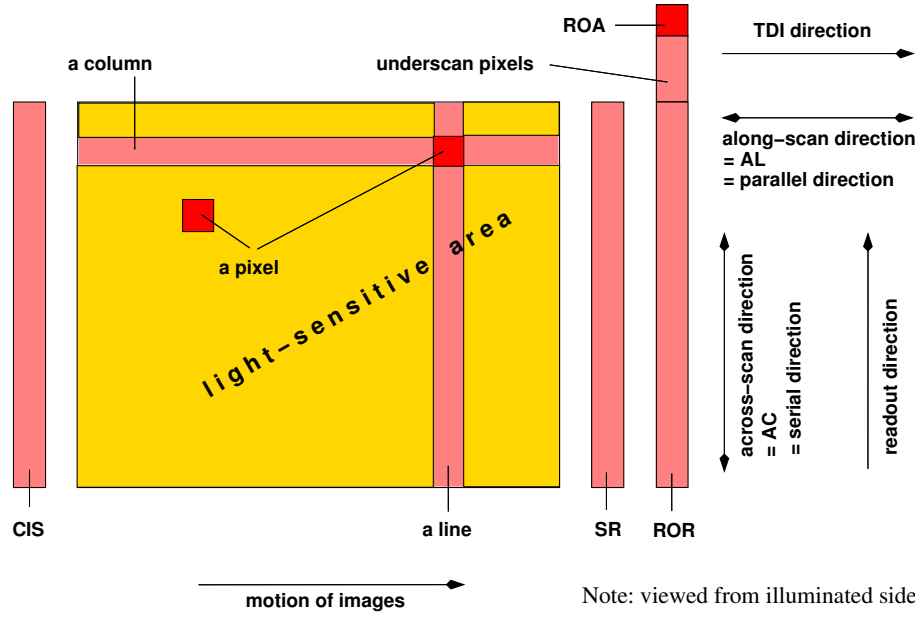 ROA
TDI direction
a column
underscan pixels
along−scan direction
= AL
= parallel direction
a pixel
light−sensitive area
across−scan direction
= AC
= serial direction
readout direction
CIS
a line
SR
ROR
motion of images
Note: viewed from illuminated side